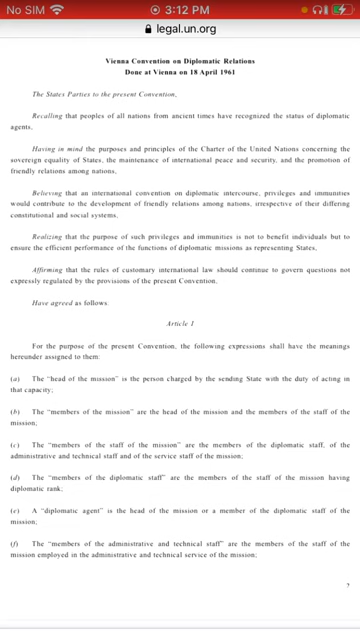 No SIM 3:12 PM
legal.un.org
Vienna Convention on Diplomatic Relations
Done at Vienna on 18 April 1961
The States Parties to the present Convention,
Recalling that peoples of all nations from ancient times have recognized the status of diplomatic
agents,
Having in mind the purposes and principles of the Charter of the United Nations concerning the
sovereign equality of States, the maintenance of international peace and security, and the promotion of
friendly relations among nations,
Believing that an international convention on diplomatic intercourse, privileges and immunities
would contribute to the development of friendly relations among nations, irrespective of their differing
constitutional and social systems,
Realizing that the purpose of such privileges and immunities is not to benefit individuals but to
ensure the efficient performance of the functions of diplomatic missions as representing States,
Affirming that the rules of customary international law should continue to govern questions not
expressly regulated by the provisions of the present Convention,
Have agreed as follows
Article 1
For the purpose of the present Convention, the following expressions shall have the meanings
hereunder assigned to them:
(a) The “head of the mission” is the person charged by the sending State with the duty of acting in
that capacity;
(b) The “members of the mission” are the head of the mission and the members of the staff of the
mission;
(c) The “members of the staff of the mission” are the members of the diplomatic staff, of the
administrative and technical staff and of the service staff of the mission;
(d) The “members of the diplomatic staff” are the members of the staff of the mission having
diplomatic rank;
(e) A “diplomatic agent” is the head of the mission or a member of the diplomatic staff of the
mission;
(f) The “members of the administrative and technical staff” are the members of the staff of the
mission employed in the administrative and technical service of the mission;